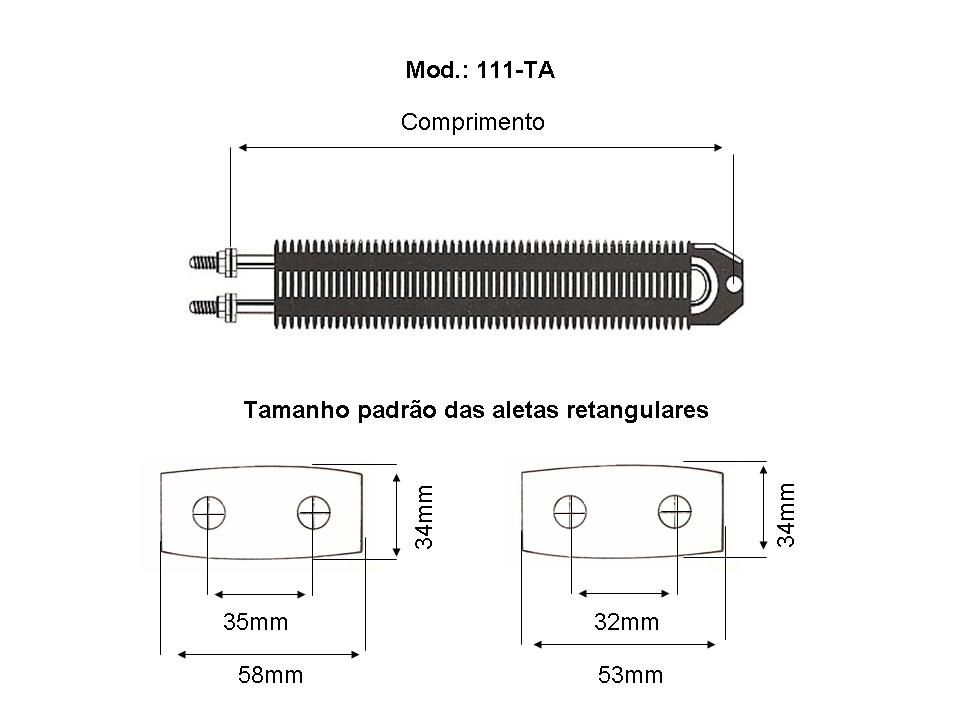 Mod.: 111-TA
Comprimento
Tamanho padrão das aletas retangulares
34mm
34mm
35mm
32mm
58mm
53mm